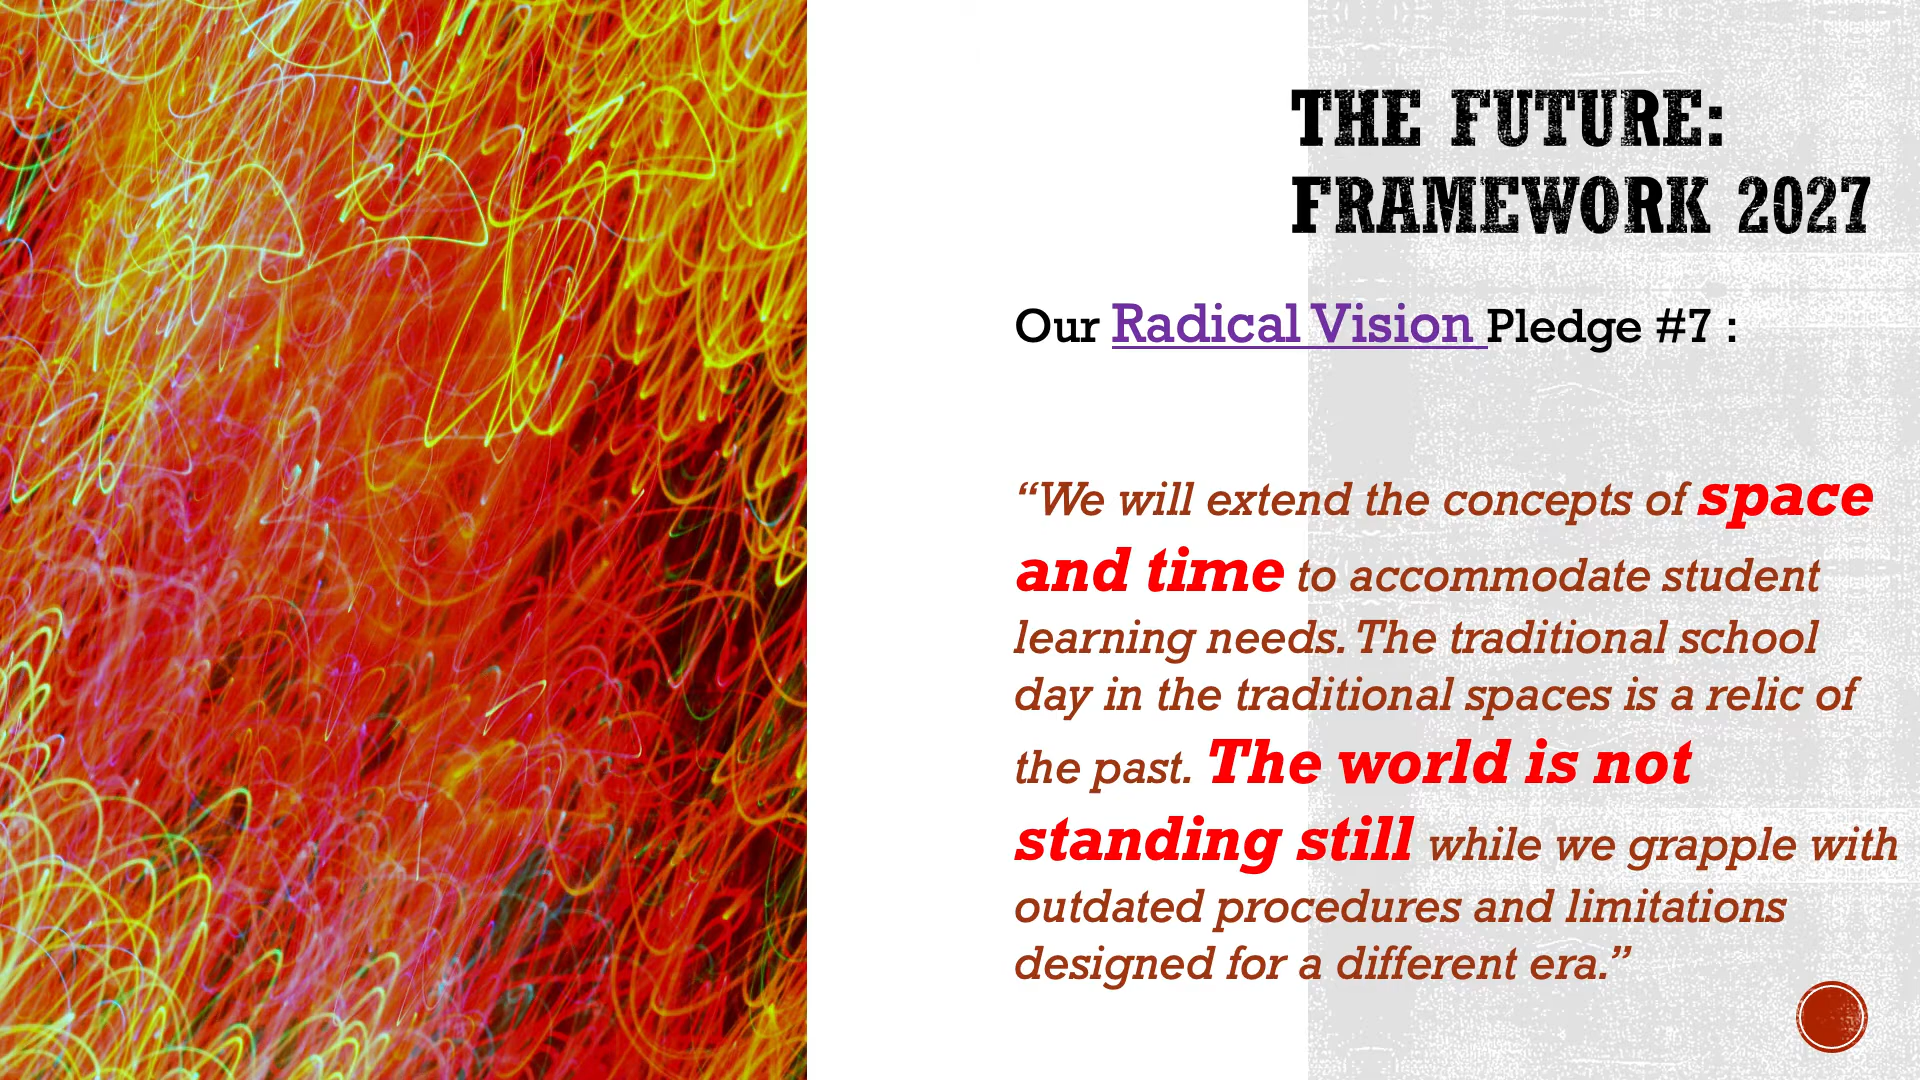 THE FUTURE:
FRAMEWORK 2027
Our Radical Vision Pledge #7 :
“We will extend the concepts of space
and time to accommodate student
learning needs. The traditional school
day in the traditional spaces is a relic of
the past. The world is not
standing still while we grapple with
outdated procedures and limitations
designed for a different era.”